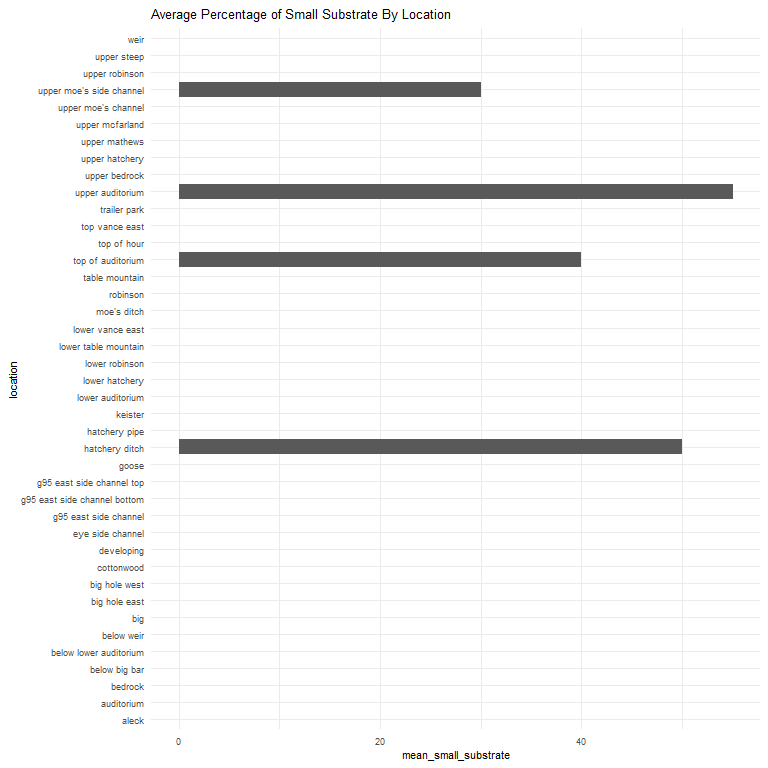 Average Percentage of Small Substrate By Location
weir
upper steep
upper robinson
upper moe's side channel
upper moe's channel
upper mcfarland
upper mathews
upper hatchery
upper bedrock
upper auditorium
trailer park
top vance east
top of hour
top of auditorium
table mountain
robinson
moe's ditch
lower vance east
lower table mountain
lower robinson
lower hatchery
lower auditorium
keister
hatchery pipe
hatchery ditch
goose
g95 east side channel top
g95 east side channel bottom
g95 east side channel
eye side channel
developing
cottonwood
big hole west
big hole east
big
below weir
below lower auditorium
below big bar
bedrock
auditorium
aleck
location
0 20 40
mean_small_substrate